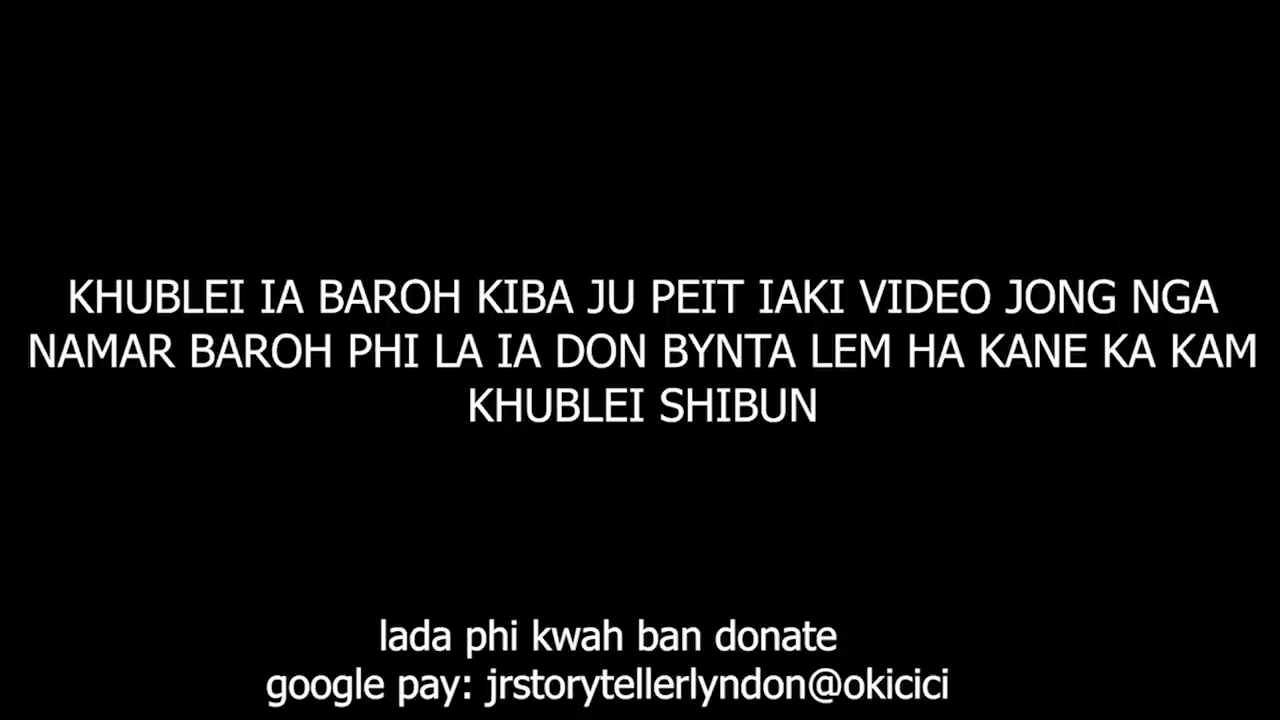 KHUBLEI IA BAROH KIBA JU PEIT IAKI VIDEO JONG NGA
NAMAR BAROH PHI LA IA DON BYNTA LEM HA KANE KA KAM
KHUBLEI SHIBUN
lada phi kwah ban donate
google pay: jrstorytellerlyndon@okicici